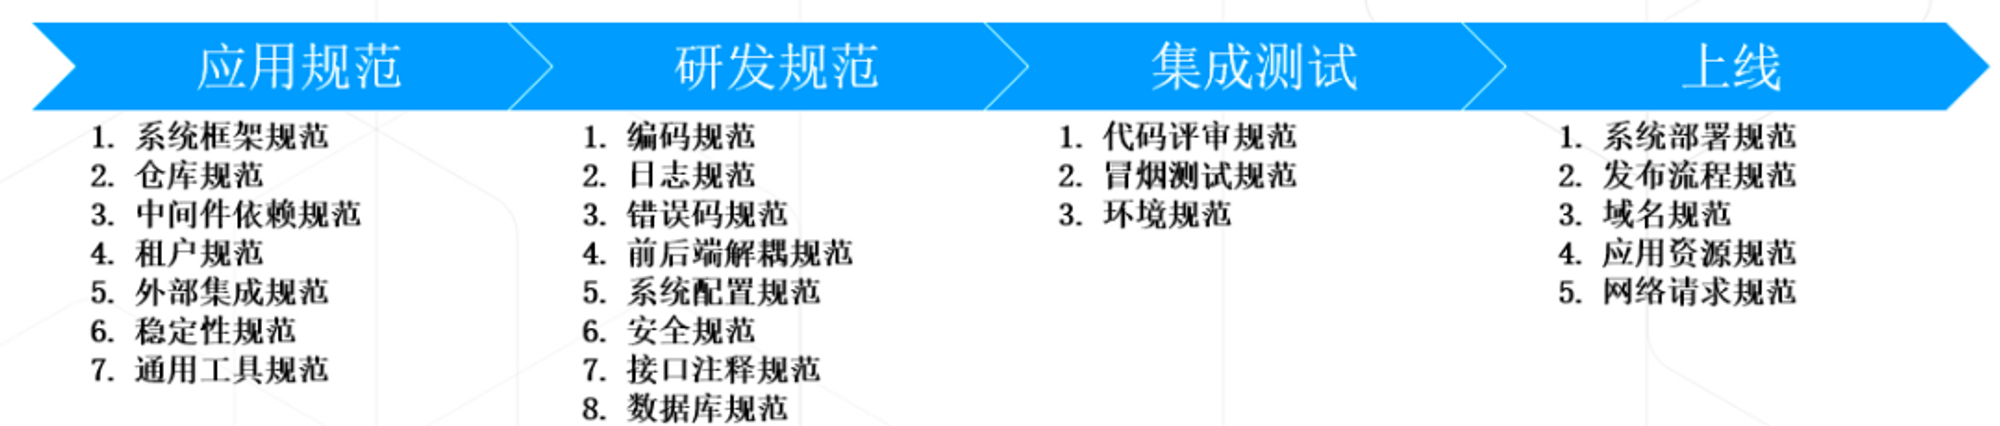 应用规范
研发规范
集成测试
上线
1. 系统框架规范
2. 仓库规范
3. 中间件依赖规范
4. 租户规范
5. 外部集成规范
6. 稳定性规范
7. 通用工具规范
1. 编码规范
2. 日志规范
3. 错误码规范
4. 前后端解耦规范
5. 系统配置规范
6. 安全规范
7. 接口注释规范
8. 数据库规范
1. 代码评审规范
2. 冒烟测试规范
3. 环境规范
1. 系统部署规范
2. 发布流程规范
3. 域名规范
4. 应用资源规范
5. 网络请求规范